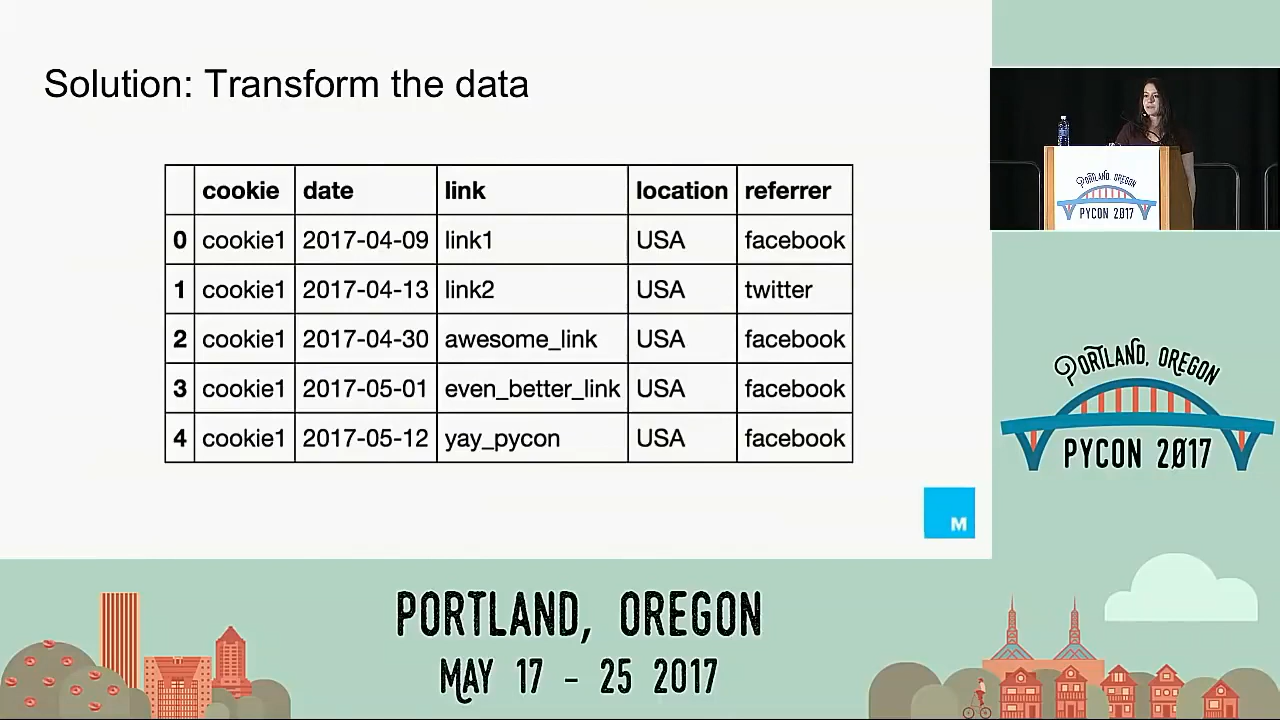 Solution: Transform the data
cookie date link location referrer
0 cookie1 2017-04-09 link1 USA facebook
1 cookie1 2017-04-13 link2 USA twitter
2 cookie1 2017-04-30 awesome_link USA facebook
3 cookie1 2017-05-01 even_better_link USA facebook
4 cookie1 2017-05-12 yay_pycon USA facebook
M
PORTLAND, OREGON
PYCON 2017
PORTLAND, OREGON
PYCON 2017
PORTLAND, OREGON
MAY 17 - 25 2017